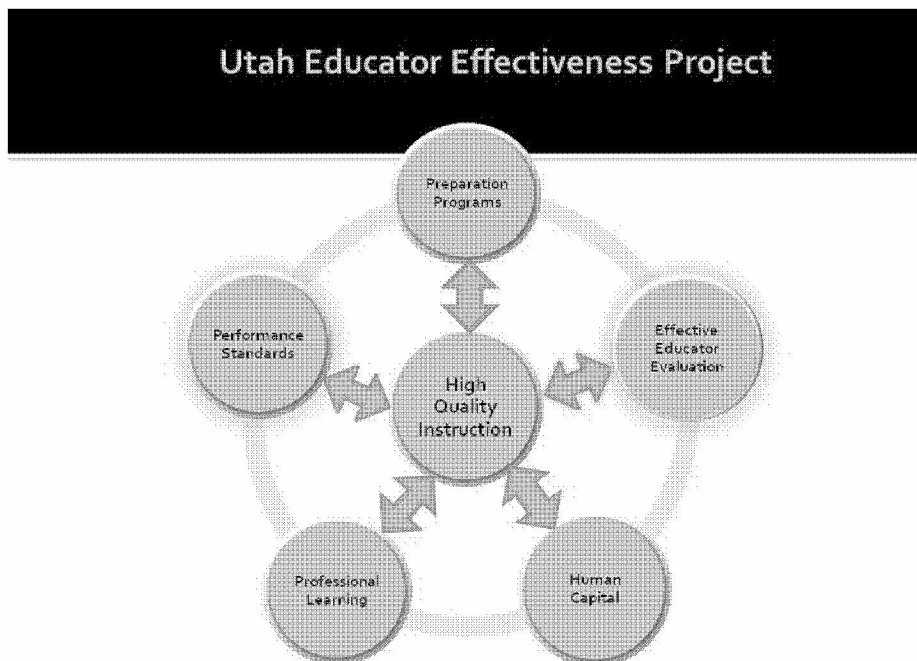 Utah Educator Effectiveness Project
Preparation
Programs
Performance
Standards
Effective
Educator
Evaluation
High
Quality
Instruction
Professional
Learning
Human
Capital